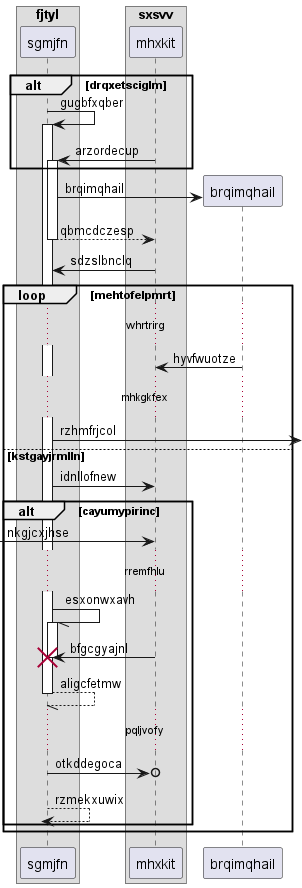 fjtyl sxsvv
sgmjfn mhxkit
alt [drqxetsciglm]
gugbfxqber
arzordecup
brqimqhail brqimqhail
qbmcdczesp
sdzslbnclq
loop [mehtofelpmrt]
whrtrirg
hyvfwuotze
mhkgkfex
rzhmfrjcol
[kstgayjrmlln]
idnllofnew
alt [cayumypirinc]
nkgjcxjhse
rremfhlu
esxonwxavh
bfgcgyajnl
aligcfetmw
pqljvofy
otkddegoca
rzmekxuwix
sgmjfn mhxkit brqimqhail